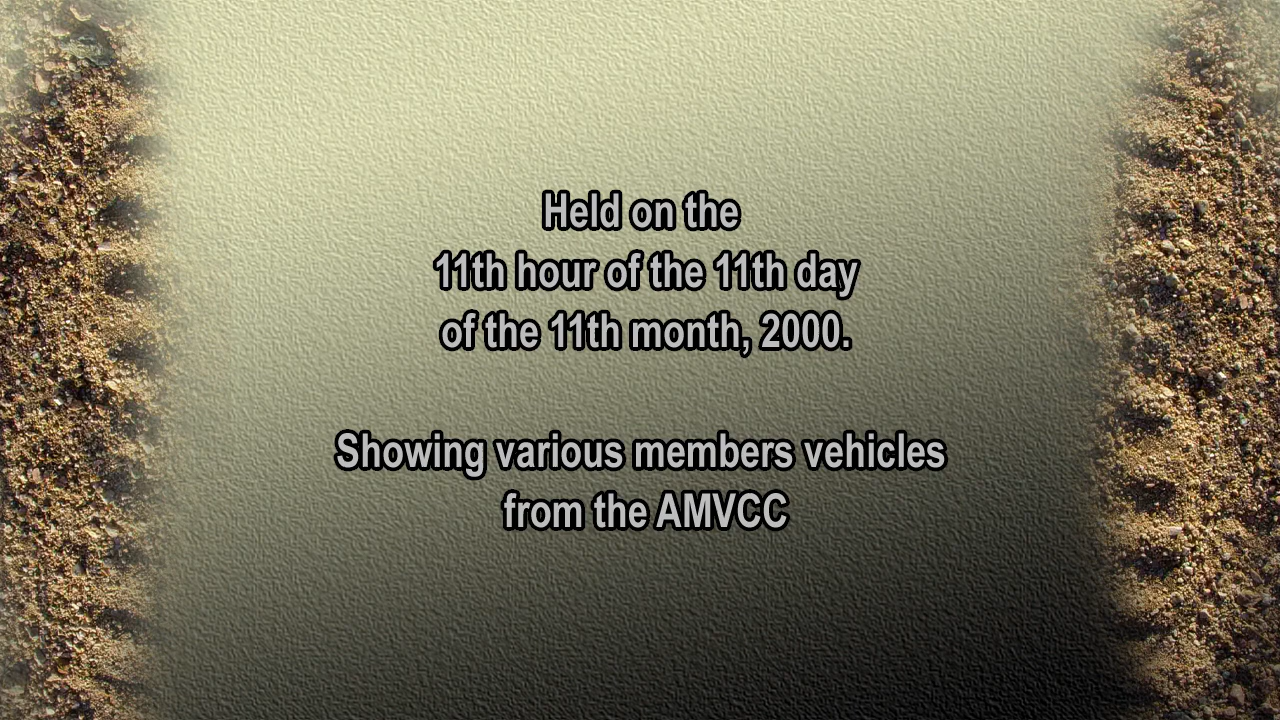 Held on the
11th hour of the 11th day
of the 11th month, 2000.
Showing various members vehicles
from the AMVCC